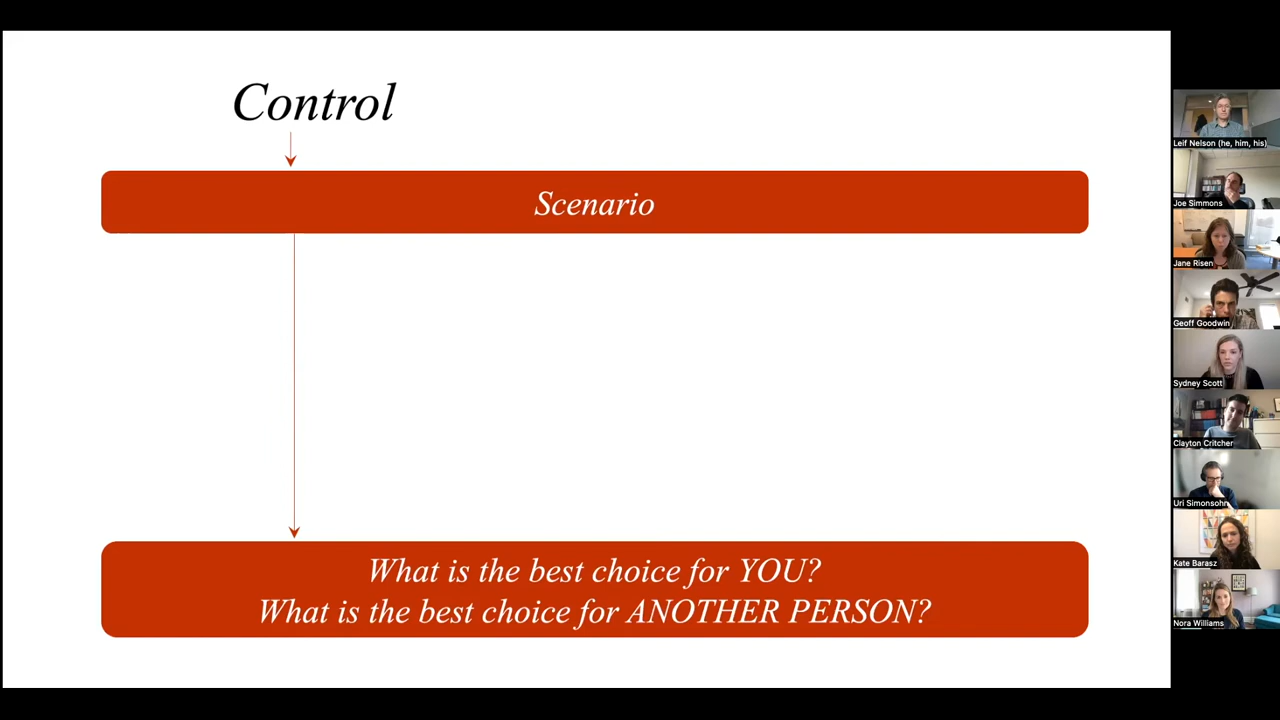 Control
Scenario
What is the best choice for YOU?
What is the best choice for ANOTHER PERSON?
Leif Nelson (he, him, his)
Joe Simmons
Jane Risen
Geoff Goodwin
Sydney Scott
Clayton Critcher
Uri Simonsohn
Kate Barasz
Nora Williams